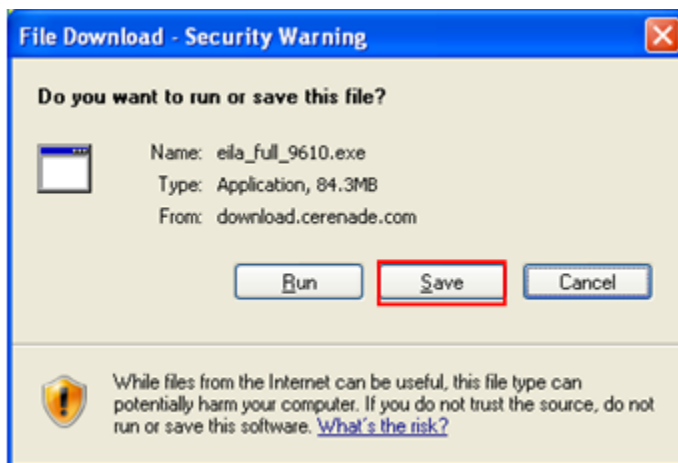 File Download - Security Warning
Do you want to run or save this file?
Name: eila_full_9610.exe
Type: Application, 84.3MB
From: download.cerenade.com
Run Save Cancel
While files from the Internet can be useful, this file type can
potentially harm your computer. If you do not trust the source, do not
run or save this software. What's the risk?